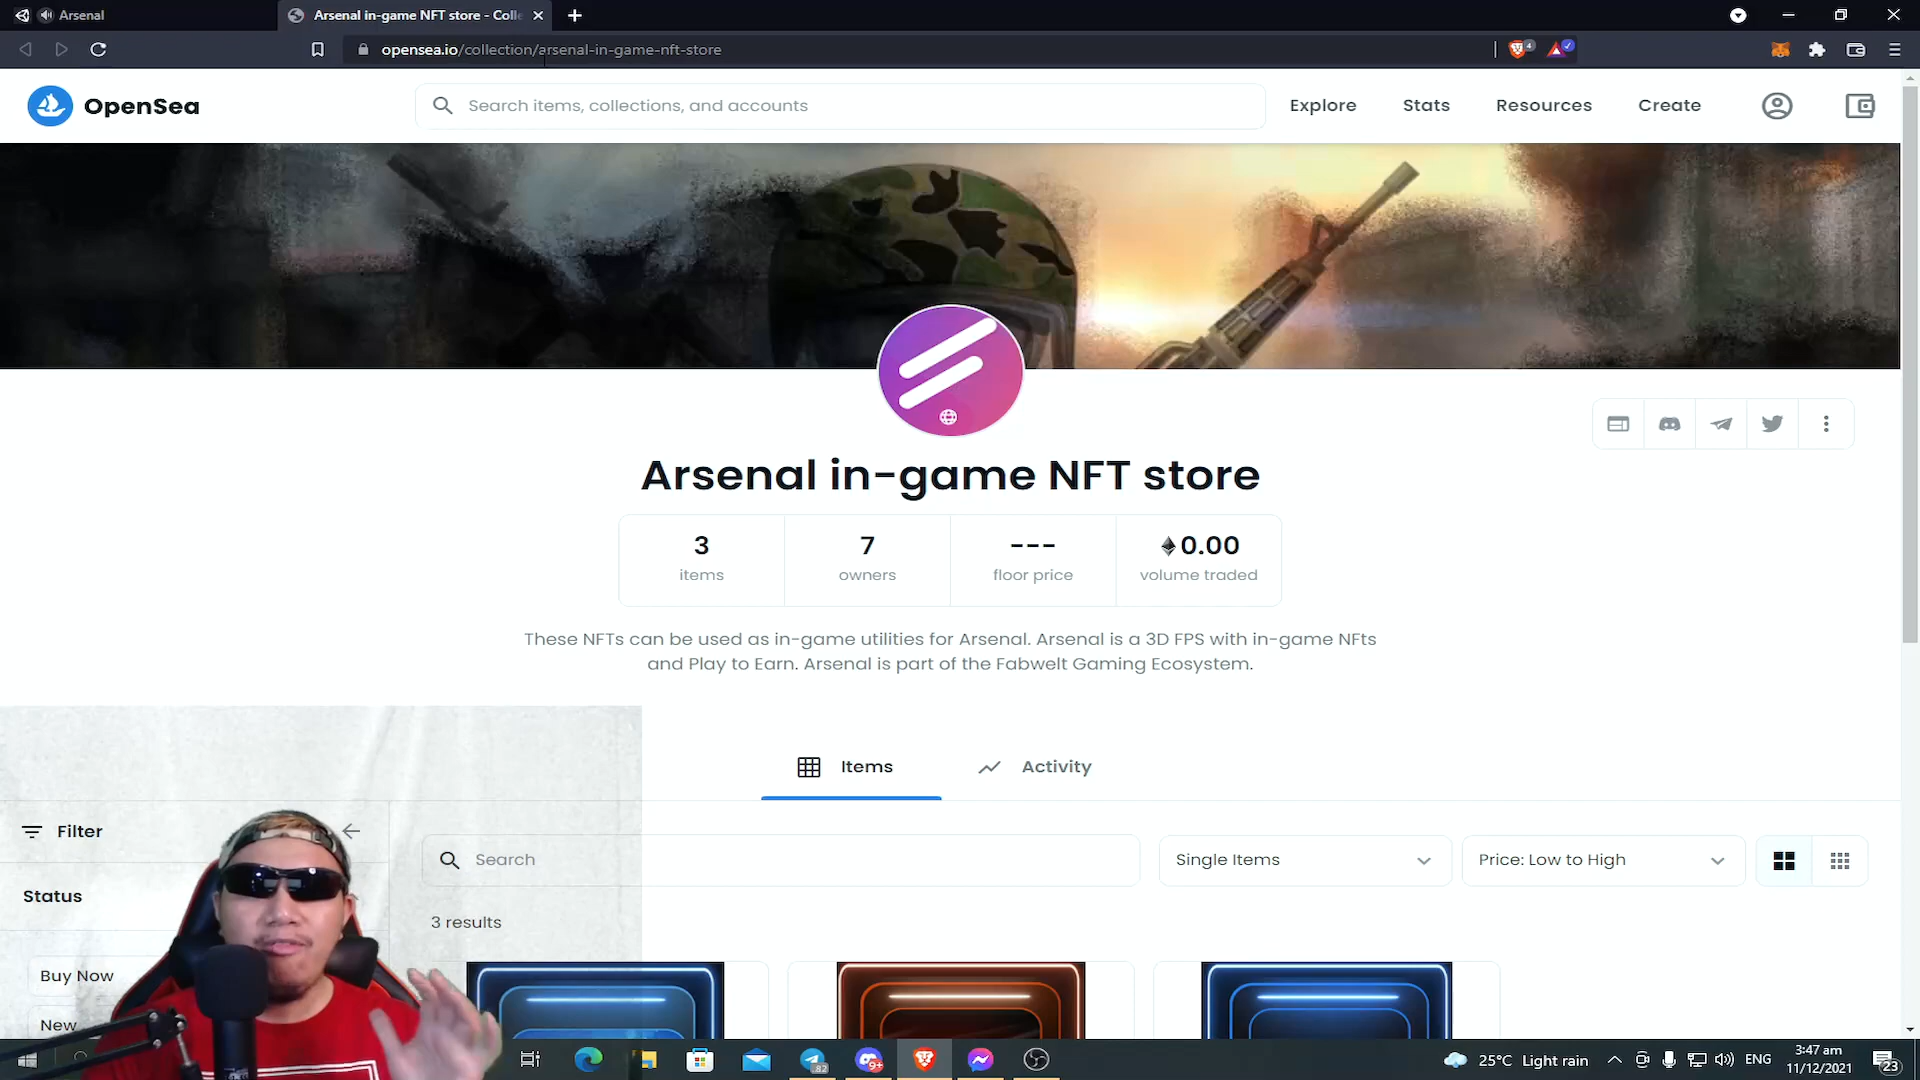 Arsenal
Arsenal in-game NFT store - Colle
opensea.io/collection/arsenal-in-game-nft-store
4
OpenSea
Search items, collections, and accounts
Explore
Stats
Resources
Create
Arsenal in-game NFT store
3
7
---
0.00
items
owners
floor price
volume traded
These NFTs can be used as in-game utilities for Arsenal. Arsenal is a 3D FPS with in-game NFts
and Play to Earn. Arsenal is part of the Fabwelt Gaming Ecosystem.
Items
Activity
Filter
Search
Single Items
Price: Low to High
Status
3 results
Buy Now
New
82
9+
25°C Light rain
ENG
3:47 am
11/12/2021
23